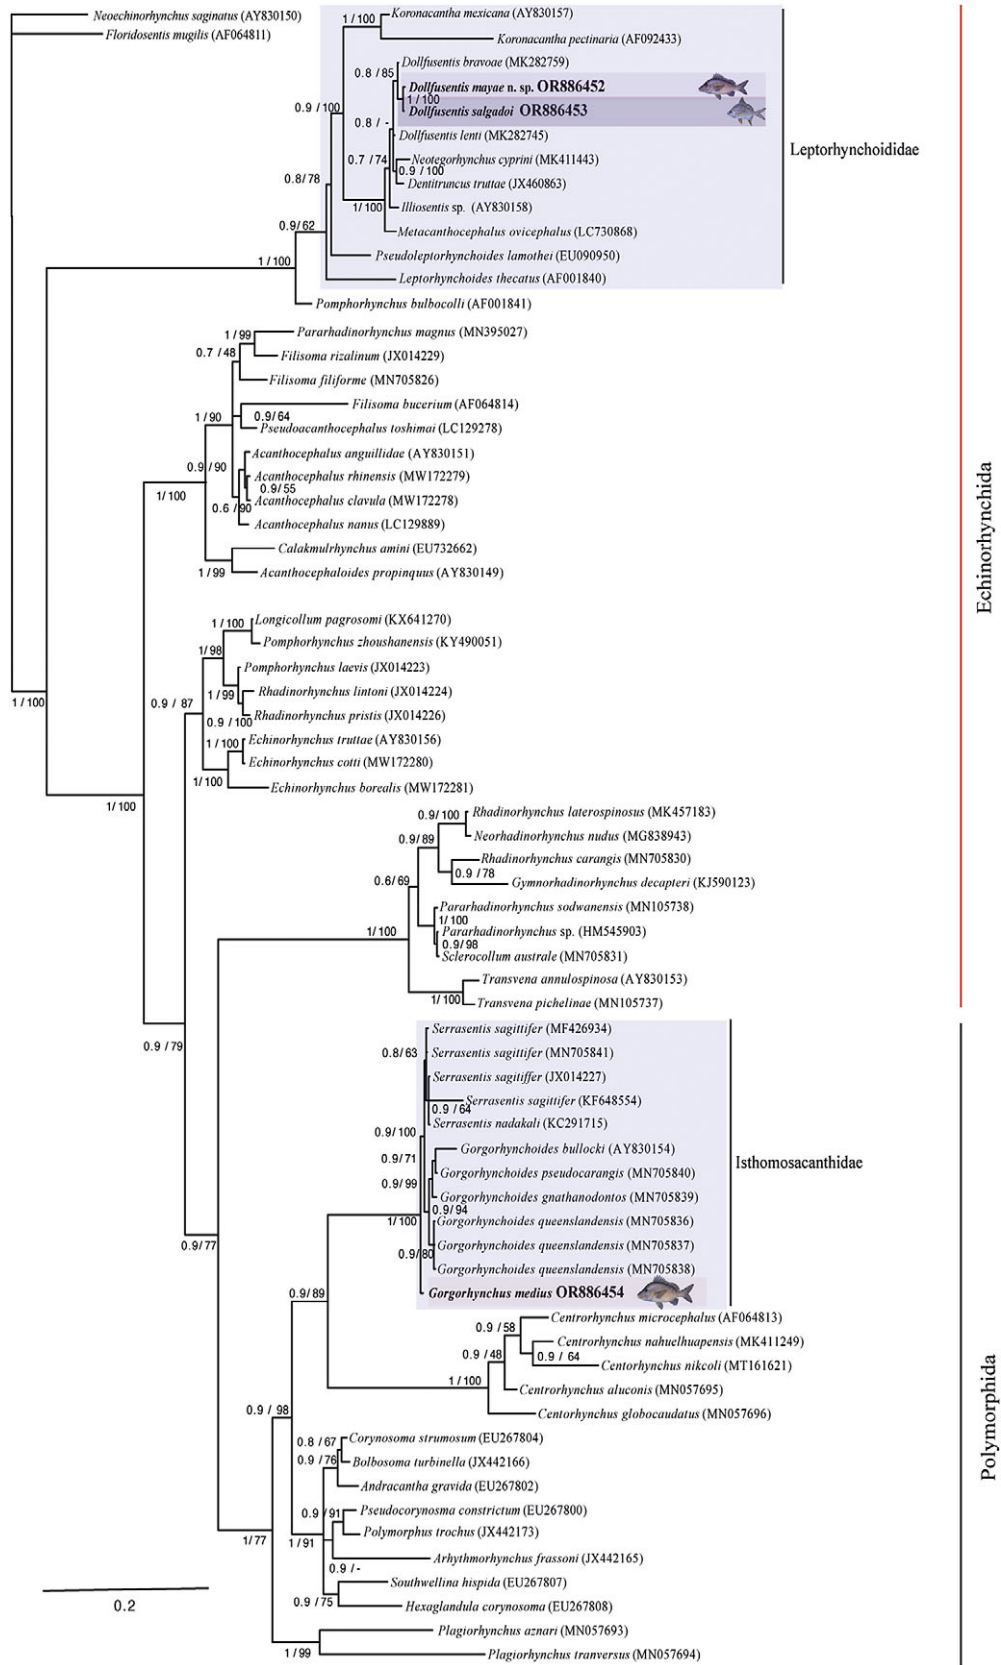 Neoechinorhynchus saginatus (AY830150)
Floridosentis mugilis (AF064811)
Koronacantha mexicana (AY830157)
1 / 100
Koronacantha pectinaria (AF092433)
Dollfusentis bravoae (MK282759)
0.8 / 85
Dollfusentis mayae n. sp. OR886452
1 / 100
Dollfusentis salgadoi OR886453
0.9 / 100
0.8 / -
Dollfusentis lenti (MK282745)
Leptorhynchoididae
0.7 / 74
Neotegorhynchus cyprini (MK411443)
0.9 / 100
Dentitruncus truttae (JX460863)
0.8/ 78
1/ 100
Illiosentis sp. (AY830158)
0.9/ 62
Metacanthocephalus ovicephalus (LC730868)
Pseudoleptorhynchoides lamothei (EU090950)
1 / 100
Leptorhynchoides thecatus (AF001840)
Pomphorhynchus bulbocolli (AF001841)
1 / 99
Pararhadinorhynchus magnus (MN395027)
0.7 / 48
Filisoma rizalinum (JX014229)
Filisoma filiforme (MN705826)
Filisoma bucerium (AF064814)
1 / 90
0.9/ 64
Pseudoacanthocephalus toshimai (LC129278)
Acanthocephalus anguillidae (AY830151)
0.9 / 90
Acanthocephalus rhinensis (MW172279)
0.9/ 55
1/ 100
Acanthocephalus clavula (MW172278)
0.6 / 90
Acanthocephalus nanus (LC129889)
Calakmulrhynchus amini (EU732662)
1 / 99
Acanthocephaloides propinquus (AY830149)
Echinorhynchida
1 / 100
Longicollum pagrosomi (KX641270)
Pomphorhynchus zhoushanensis (KY490051)
1/ 98
Pomphorhynchus laevis (JX014223)
1 / 99
Rhadinorhynchus lintoni (JX014224)
1 / 100
0.9 / 87
Rhadinorhynchus pristis (JX014226)
0.9 / 100
1 / 100
Echinorhynchus truttae (AY830156)
Echinorhynchus cotti (MW172280)
1/ 100
Echinorhynchus borealis (MW172281)
1/ 100
0.9/ 100
Rhadinorhynchus laterospinosus (MK457183)
Neorhadinorhynchus nudus (MG838943)
0.9/ 89
Rhadinorhynchus carangis (MN705830)
0.9 / 78
0.6/ 69
Gymnorhadinorhynchus decapteri (KJ590123)
Pararhadinorhynchus sodwanensis (MN105738)
1/ 100
1 / 100
Pararhadinorhynchus sp. (HM545903)
0.9/ 98
Sclerocollum australe (MN705831)
Transvena annulospinosa (AY830153)
1/ 100
Transvena pichelinae (MN105737)
Serrasentis sagittifer (MF426934)
0.9 / 79
0.8/ 63
Serrasentis sagittifer (MN705841)
Serrasentis sagitiffer (JX014227)
Serrasentis sagittifer (KF648554)
0.9 / 64
Serrasentis nadakali (KC291715)
0.9/ 100
Gorgorhynchoides bullocki (AY830154)
0.9/ 71
Isthomosacanthidae
Gorgorhynchoides pseudocarangis (MN705840)
0.9/ 99
Gorgorhynchoides gnathanodontos (MN705839)
0.9/ 94
1/ 100
Gorgorhynchoides queenslandensis (MN705836)
0.9/ 77
Gorgorhynchoides queenslandensis (MN705837)
0.9/ 80
Gorgorhynchoides queenslandensis (MN705838)
0.9/ 89
Gorgorhynchus medius OR886454
Centrorhynchus microcephalus (AF064813)
0.9 / 58
Centrorhynchus nahuelhuapensis (MK411249)
0.9 / 48
0.9 / 64
Centorhynchus nikcoli (MT161621)
1 / 100
Centrorhynchus aluconis (MN057695)
Centorhynchus globocaudatus (MN057696)
0.9 / 98
Polymorphida
0.8 / 67
Corynosoma strumosum (EU267804)
0.9 / 76
Bolbosoma turbinella (JX442166)
Andracantha gravida (EU267802)
0.9 / 91
Pseudocorynosma constrictum (EU267800)
Polymorphus trochus (JX442173)
1/ 77
1 / 91
Arhythmorhynchus frassoni (JX442165)
0.9 / -
Southwellina hispida (EU267807)
0.9 / 75
Hexaglandula corynosoma (EU267808)
0.2
Plagiorhynchus aznari (MN057693)
1 / 99
Plagiorhynchus tranversus (MN057694)